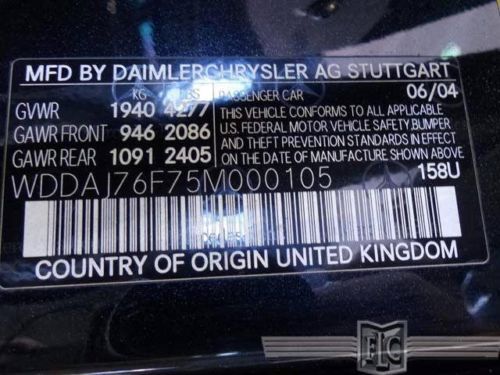 MFD BY DAIMLERCHRYSLER AG STUTTGART
KG LBS PASSENGER CAR 06/04
GVWR 1940 4277 THIS VEHICLE CONFORMS TO ALL APPLICABLE
GAWR FRONT 946 2086 U.S. FEDERAL MOTOR VEHICLE SAFETY,BUMPER
GAWR REAR 1091 2405 AND THEFT PREVENTION STANDARDS IN EFFECT
ON THE DATE OF MANUFACTURE SHOWN ABOVE.
WDDAJ76F75M000105 158U
COUNTRY OF ORIGIN UNITED KINGDOM
FLC